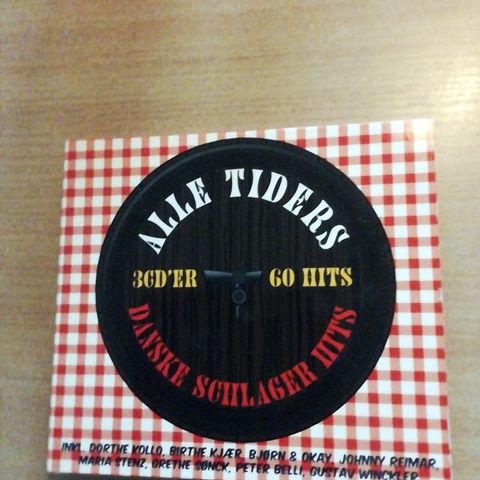 ALLE TIDERS
3CD'ER 60 HITS
DANSKE SCHLAGER HITS
INKL. DORTHE KOLLO, BIRTHE KJÆR, BJØRN & OKAY, JOHNNY REIMAR,
MARIA STENZ, GRETHE SØNCK, PETER BELLI, GUSTAV WINCKLER